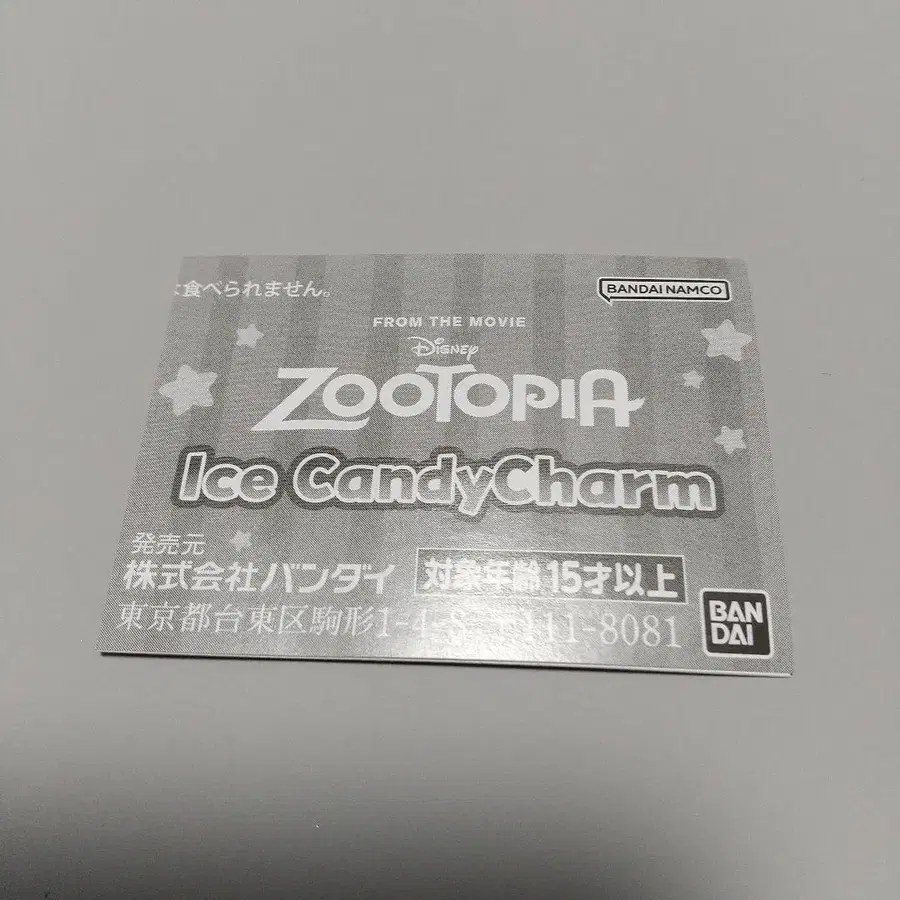 食べられません。
BANDAI NAMCO
FROM THE MOVIE
Disney
ZOOTOPIA
Ice CandyCharm
発売元
株式会社バンダイ
対象年齢 15才以上
東京都台東区駒形1-4-8 〒111-8081
BAN
DAI